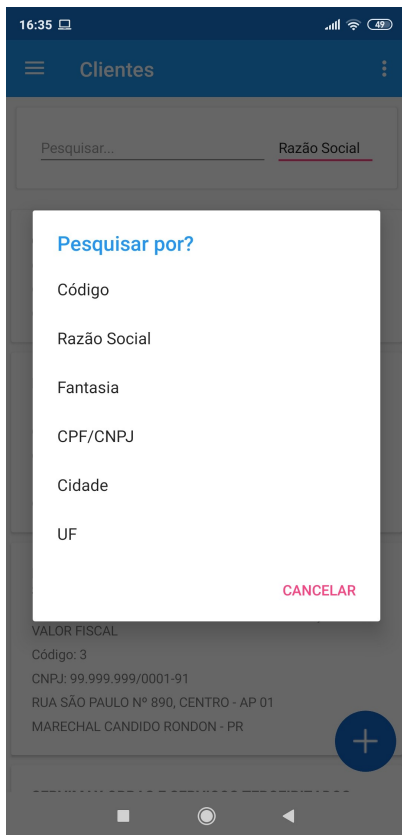 16:35
49
Clientes
Pesquisar...
Razão Social
Pesquisar por?
Código
Razão Social
Fantasia
CPF/CNPJ
Cidade
UF
CANCELAR
VALOR FISCAL
Código: 3
CNPJ: 99.999.999/0001-91
RUA SÃO PAULO Nº 890, CENTRO - AP 01
MARECHAL CANDIDO RONDON - PR